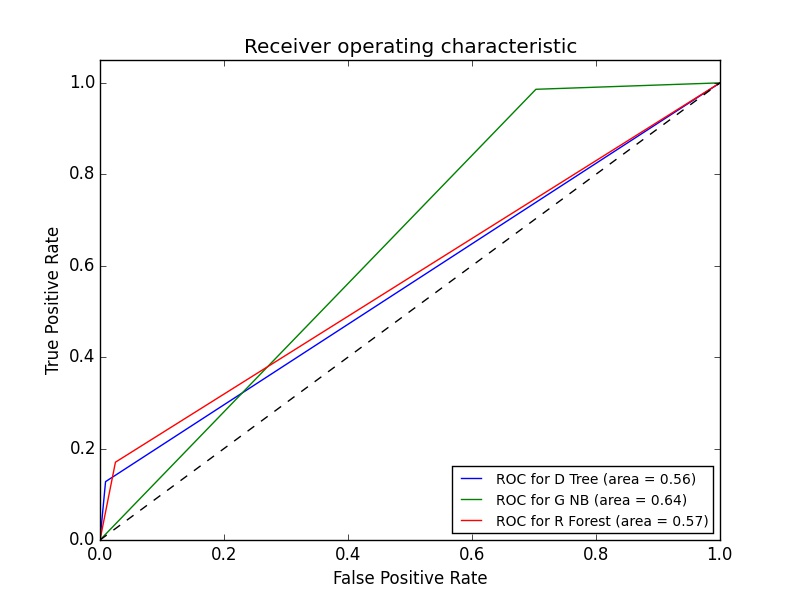 Receiver operating characteristic
1.0
0.8
0.6
0.4
0.2
0.0
True Positive Rate
ROC for D Tree (area = 0.56)
ROC for G NB (area = 0.64)
ROC for R Forest (area = 0.57)
0.0 0.2 0.4 0.6 0.8 1.0
False Positive Rate